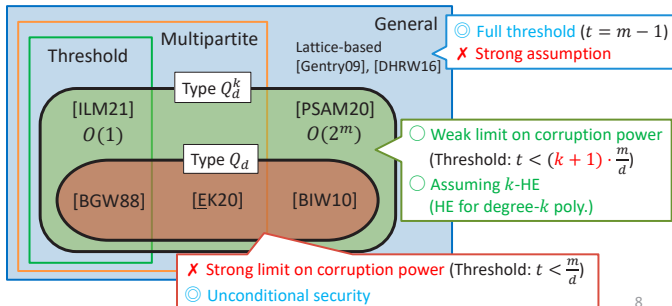 General
Multipartite
Threshold
Lattice-based
[Gentry09], [DHRW16]
◎ Full threshold (t = m − 1)
✗ Strong assumption
Type Q_d^k
[ILM21]
O(1)
[PSAM20]
O(2^m)
Type Q_d
[BGW88]
[EK20]
[BIW10]
○ Weak limit on corruption power
(Threshold: t < (k + 1) · m/d)
○ Assuming k-HE
(HE for degree-k poly.)
✗ Strong limit on corruption power (Threshold: t < m/d)
◎ Unconditional security
8